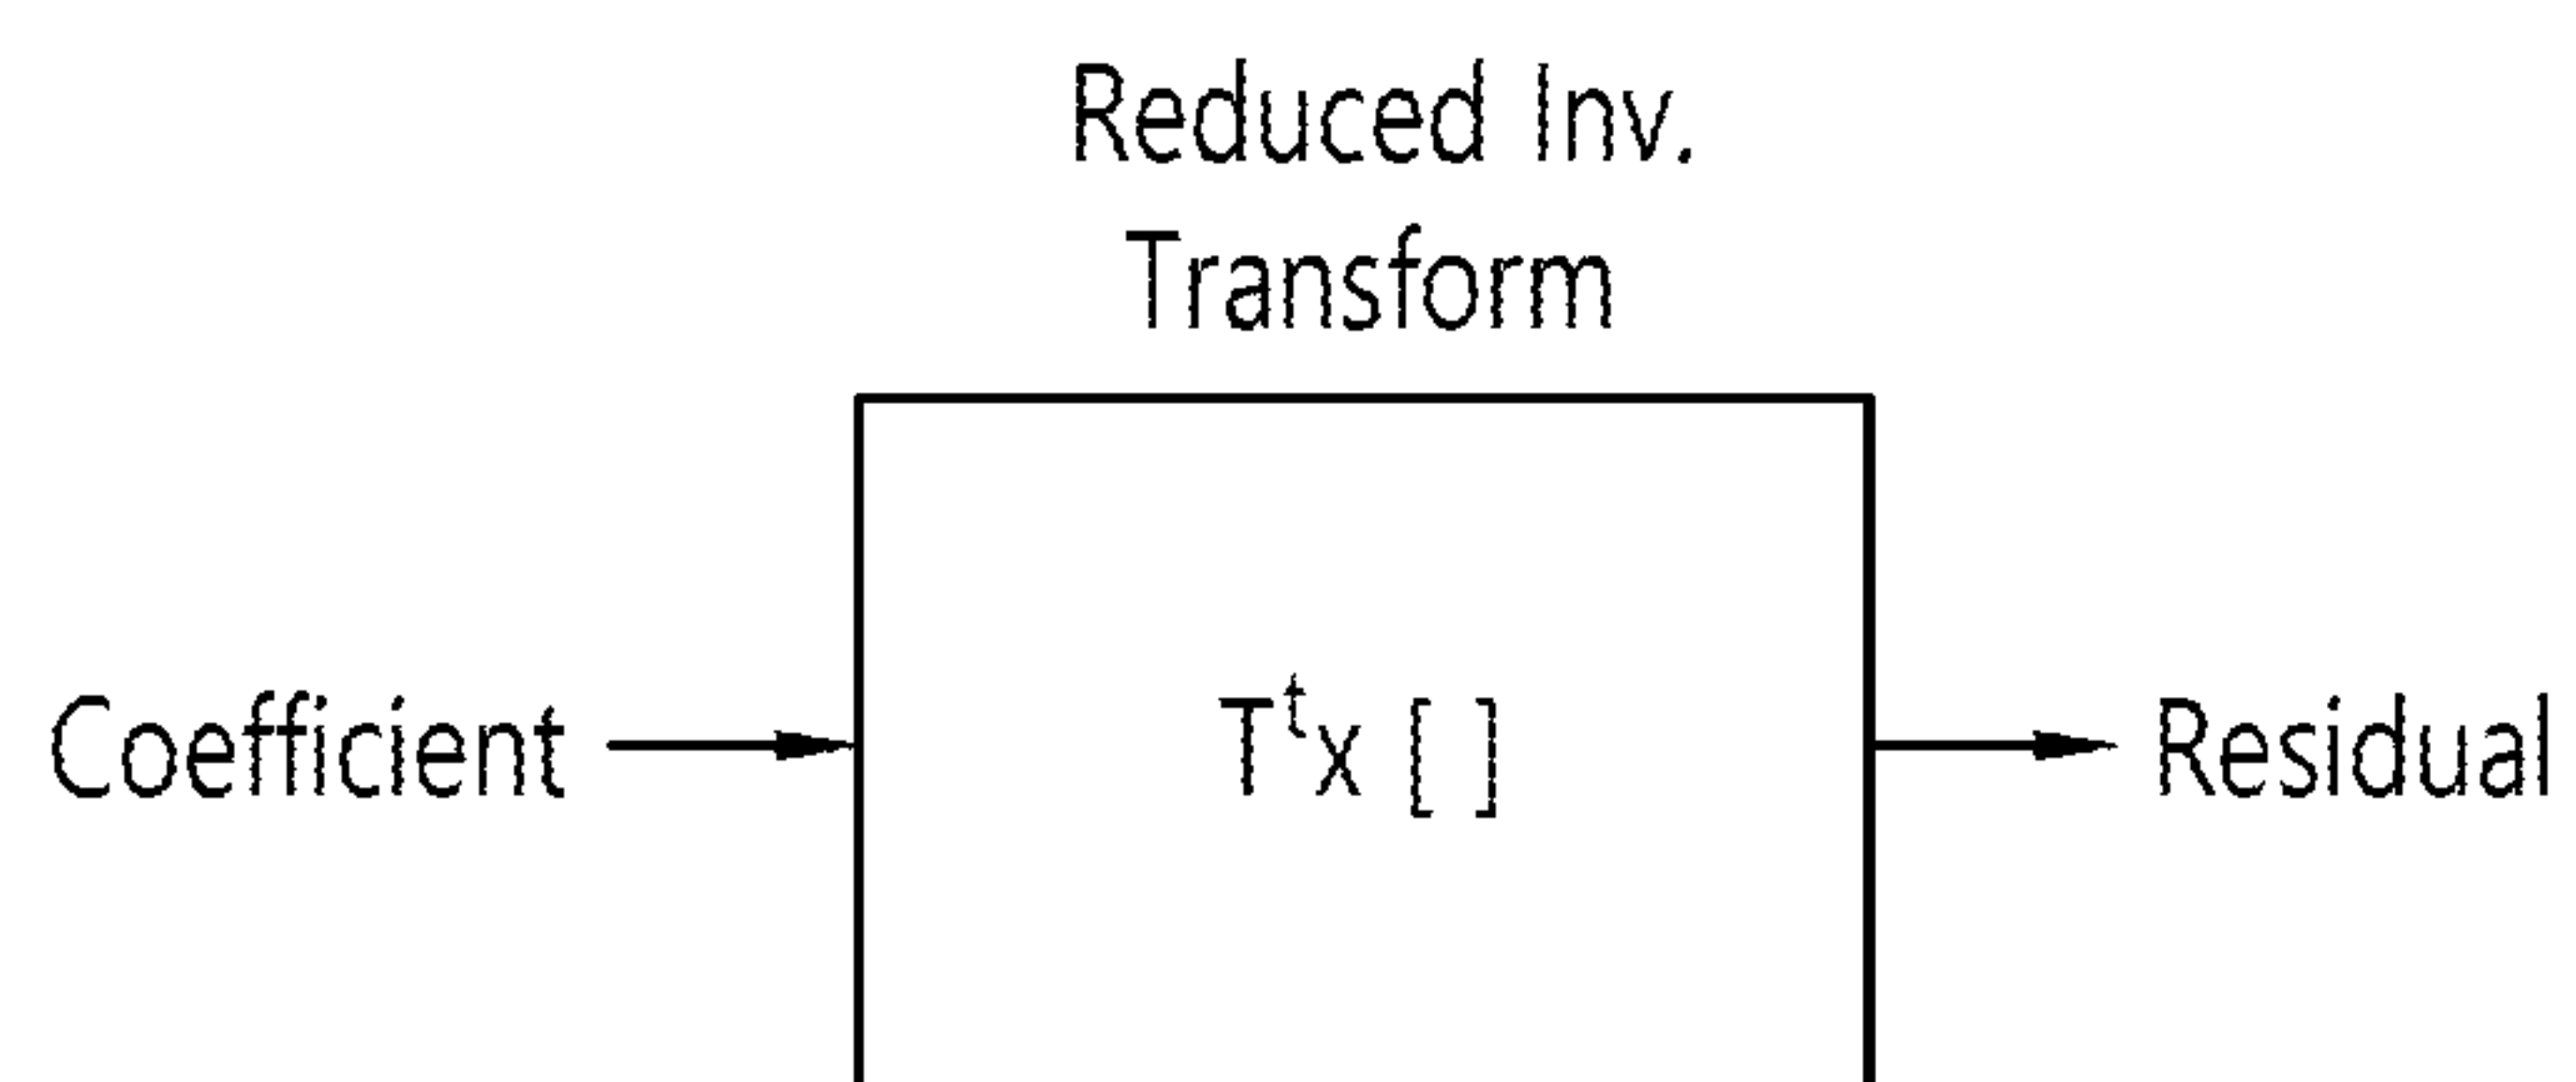 Reduced Inv.
Transform
Coefficient
Tᵗx [ ]
Residual